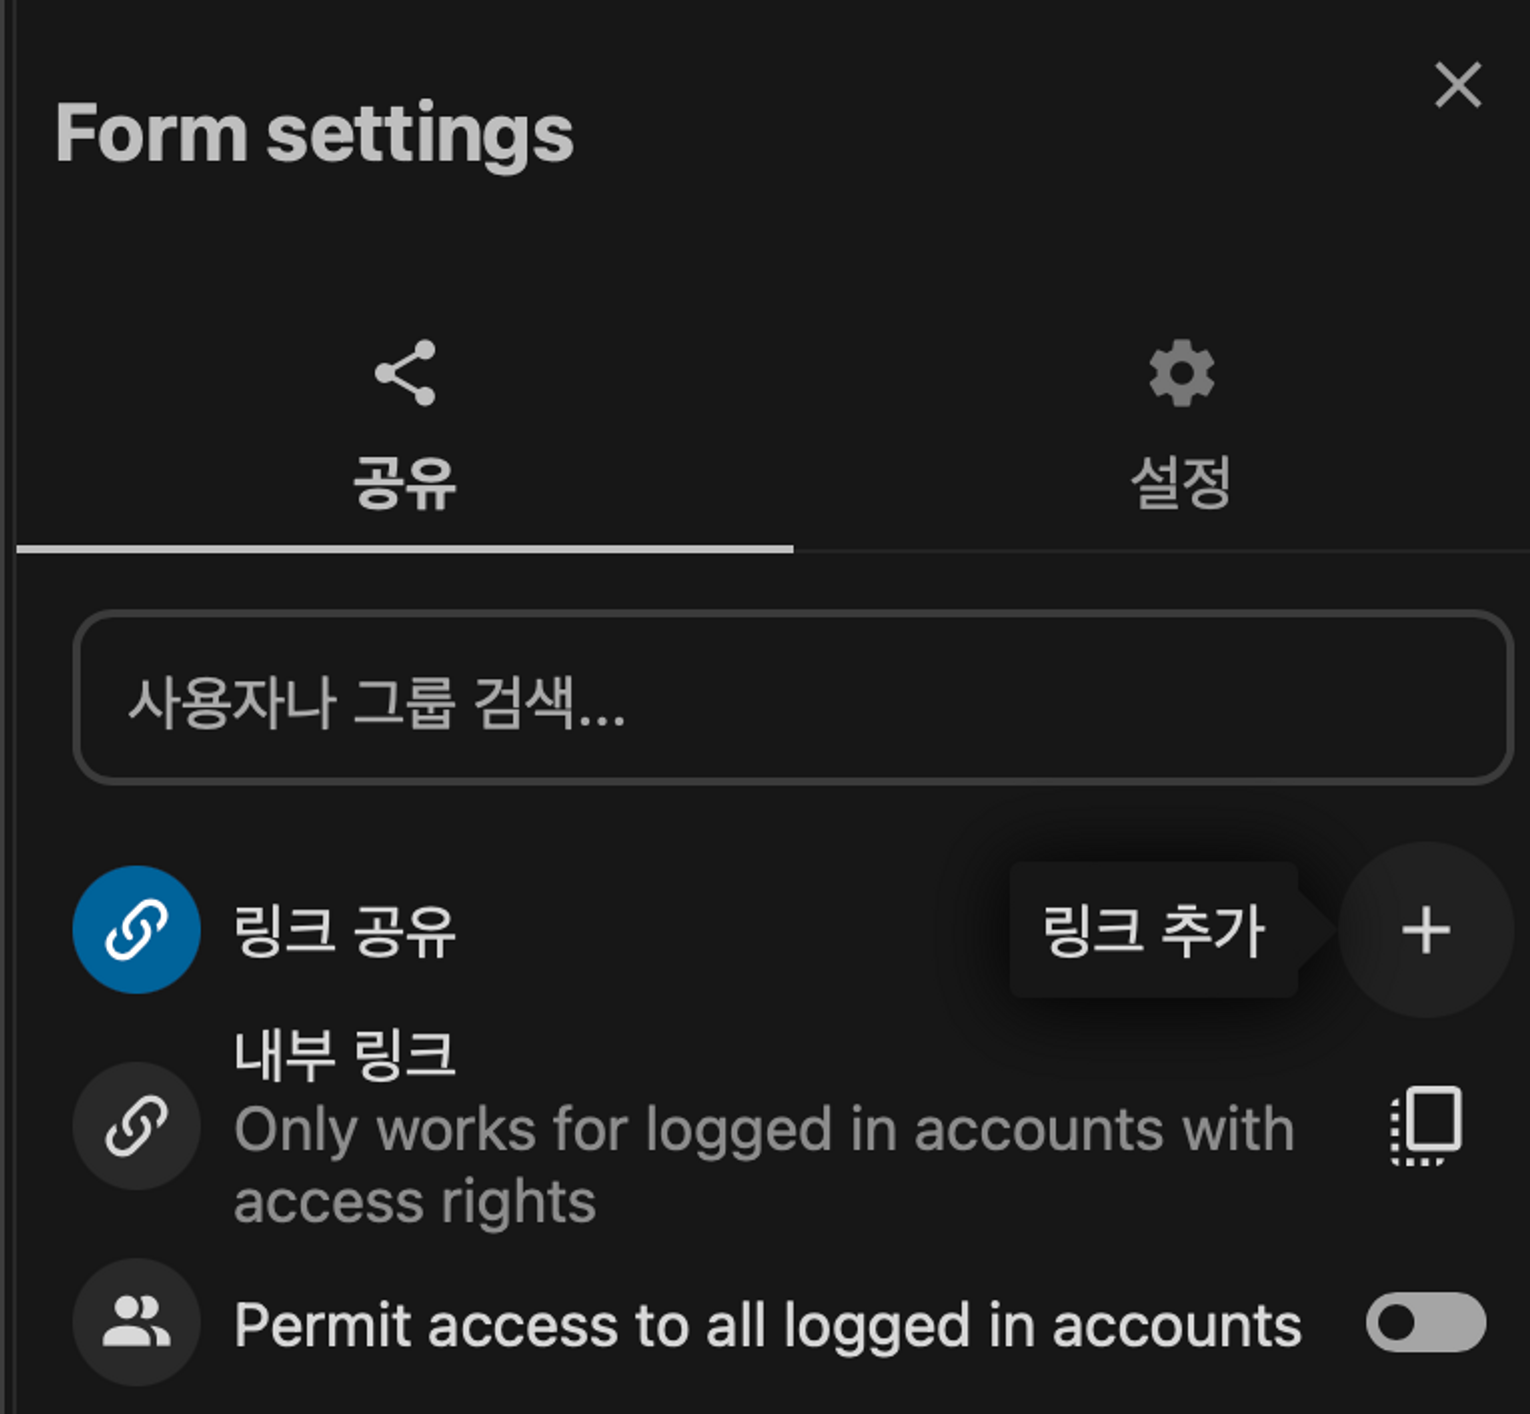 Form settings
공유
설정
사용자나 그룹 검색...
링크 공유
링크 추가
내부 링크
Only works for logged in accounts with
access rights
Permit access to all logged in accounts